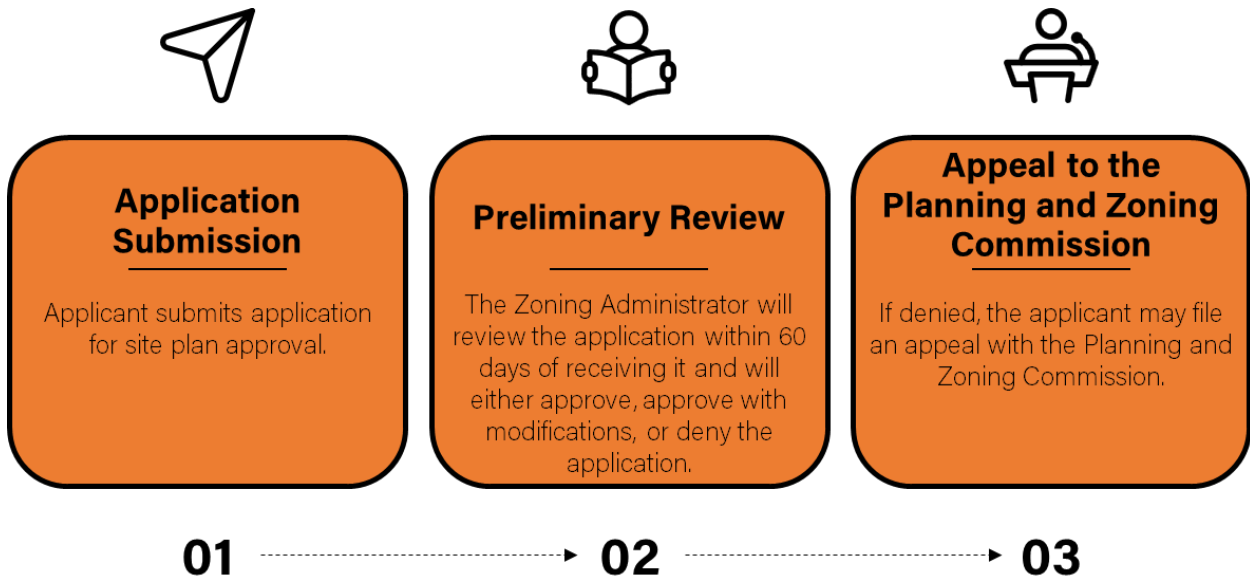 Application
Submission
Applicant submits application
for site plan approval.
Preliminary Review
The Zoning Administrator will
review the application within 60
days of receiving it and will
either approve, approve with
modifications, or deny the
application.
Appeal to the
Planning and Zoning
Commission
If denied, the applicant may file
an appeal with the Planning and
Zoning Commission.
01
02
03